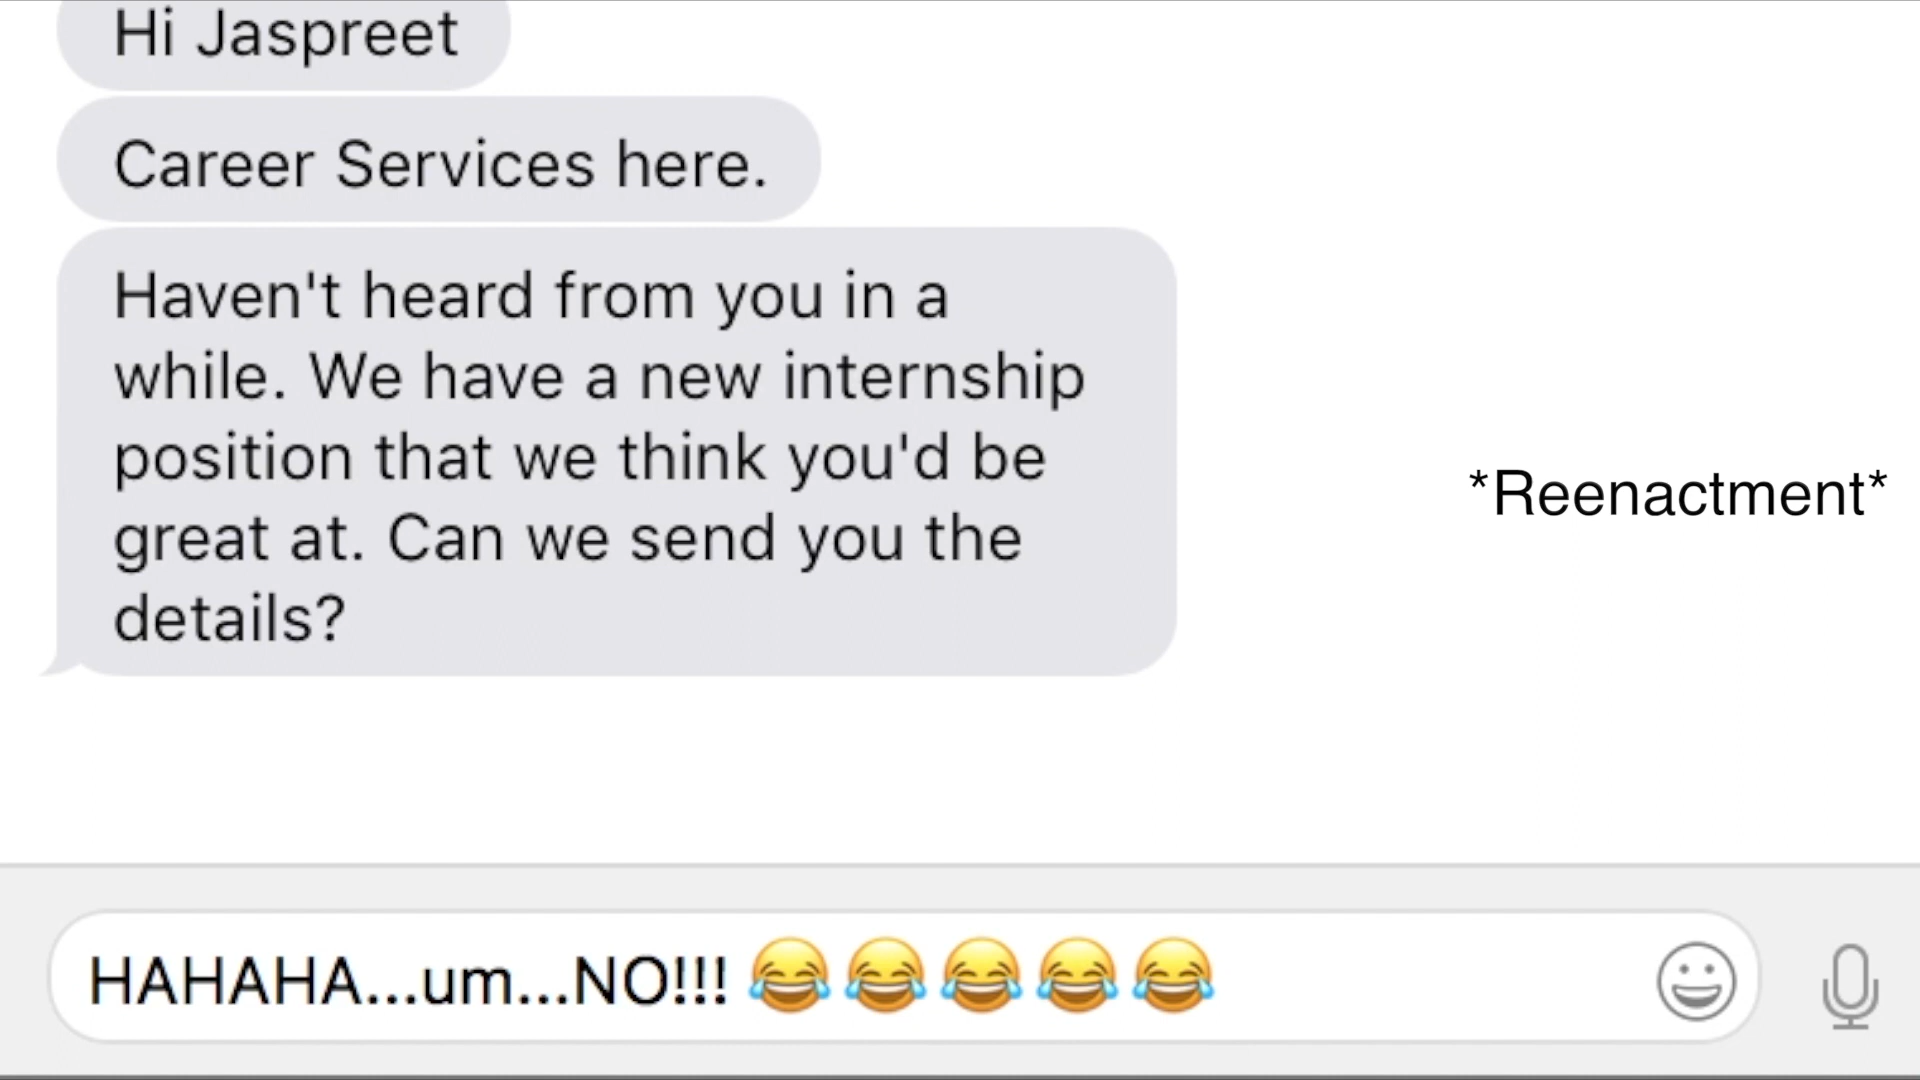 Hi Jaspreet
Career Services here.
Haven't heard from you in a
while. We have a new internship
position that we think you'd be
great at. Can we send you the
details?
*Reenactment*
HAHAHA...um...NO!!! 😂😂😂😂😂